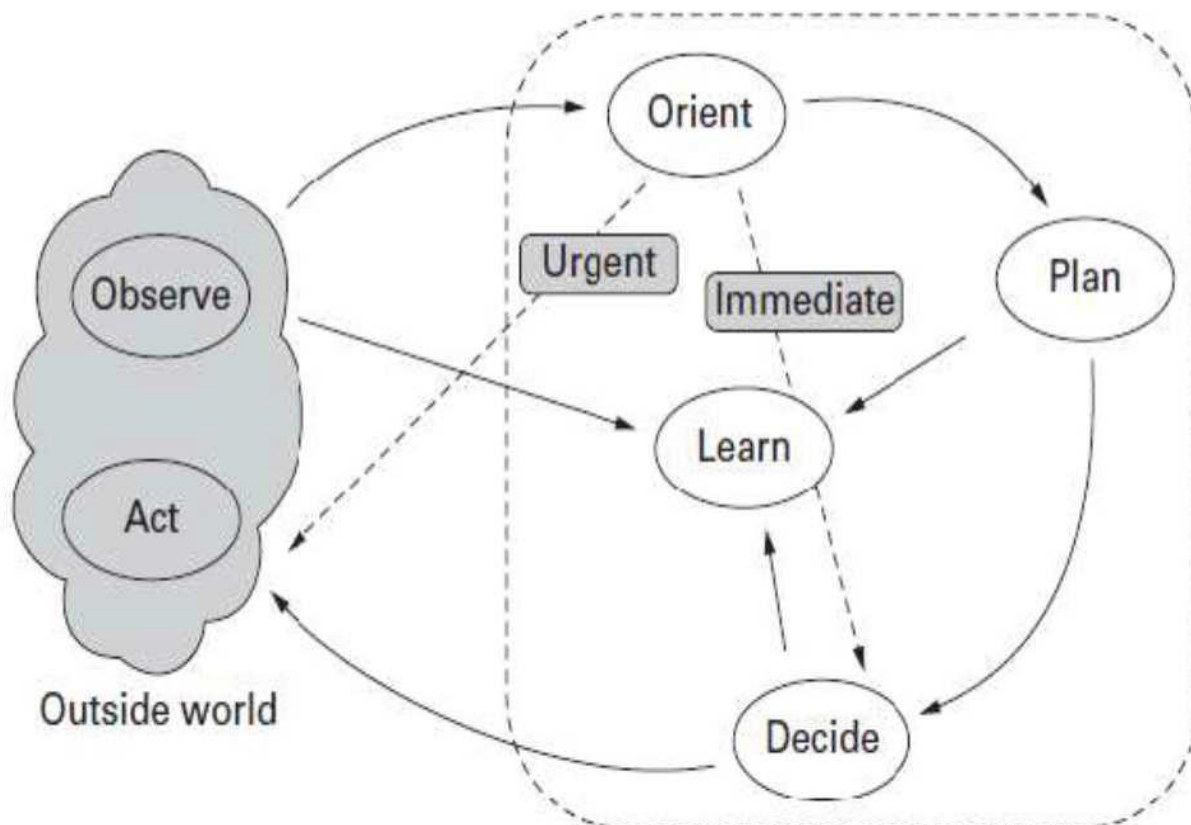 Orient
Urgent
Immediate
Plan
Observe
Learn
Act
Decide
Outside world